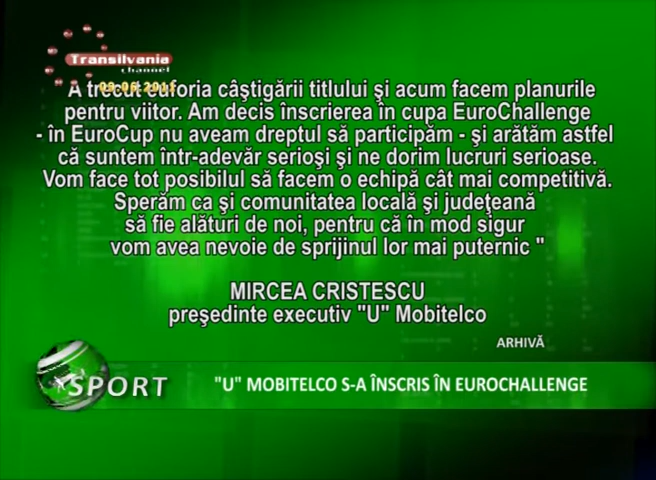 Transilvania
channel
09.06.2011
A trecut euforia câştigării titlului şi acum facem planurile
pentru viitor. Am decis înscrierea în cupa EuroChallenge
- în EuroCup nu aveam dreptul să participăm - şi arătăm astfel
că suntem într-adevăr serioşi şi ne dorim lucruri serioase.
Vom face tot posibilul să facem o echipă cât mai competitivă.
Sperăm ca şi comunitatea locală şi judeţeană
să fie alături de noi, pentru că în mod sigur
vom avea nevoie de sprijinul lor mai puternic "
MIRCEA CRISTESCU
preşedinte executiv "U" Mobitelco
ARHIVĂ
SPORT
"U" MOBITELCO S-A ÎNSCRIS ÎN EUROCHALLENGE